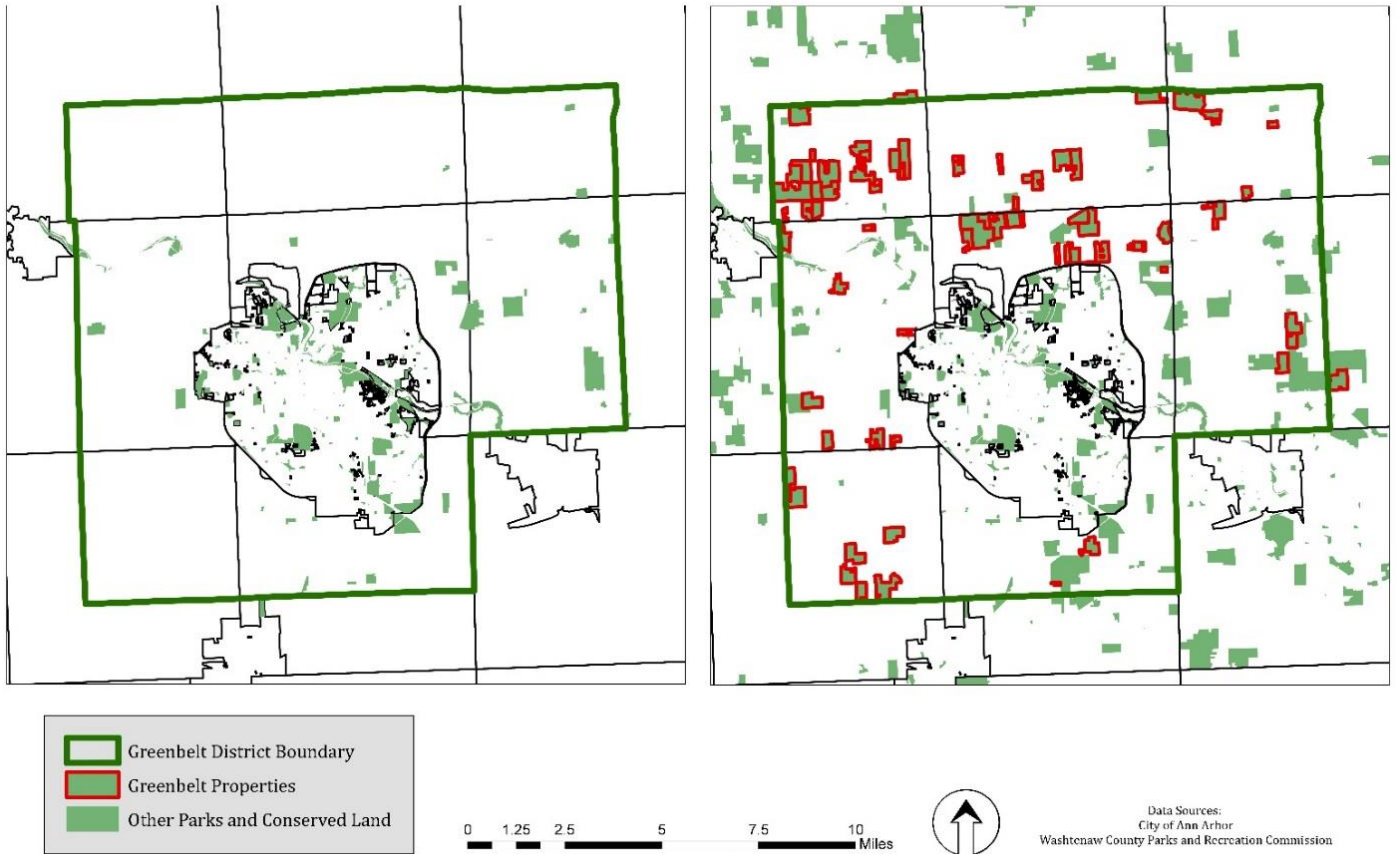 Greenbelt District Boundary
Greenbelt Properties
Other Parks and Conserved Land
0 1.25 2.5 5 7.5 10
Miles
Data Sources:
City of Ann Arbor
Washtenaw County Parks and Recreation Commission